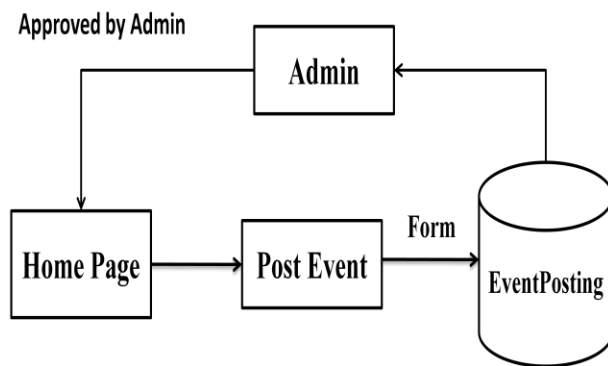 Approved by Admin
Admin
Form
Home Page
Post Event
EventPosting